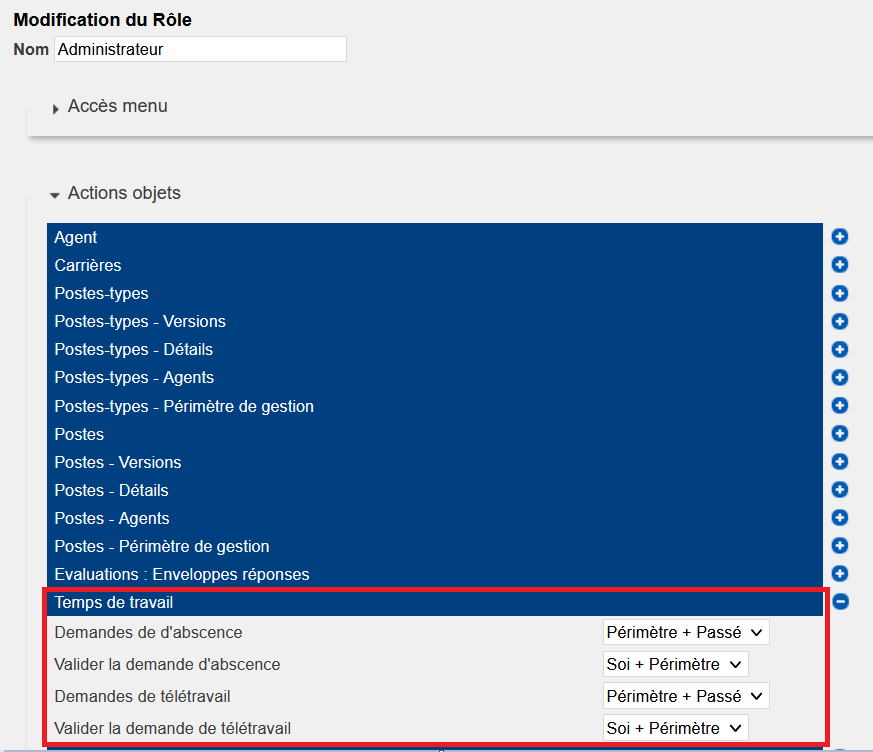 Modification du Rôle
Nom Administrateur
Accès menu
Actions objets
Agent
Carrières
Postes-types
Postes-types - Versions
Postes-types - Détails
Postes-types - Agents
Postes-types - Périmètre de gestion
Postes
Postes - Versions
Postes - Détails
Postes - Agents
Postes - Périmètre de gestion
Evaluations : Enveloppes réponses
Temps de travail
Demandes de d'abscence Périmètre + Passé
Valider la demande d'abscence Soi + Périmètre
Demandes de télétravail Périmètre + Passé
Valider la demande de télétravail Soi + Périmètre